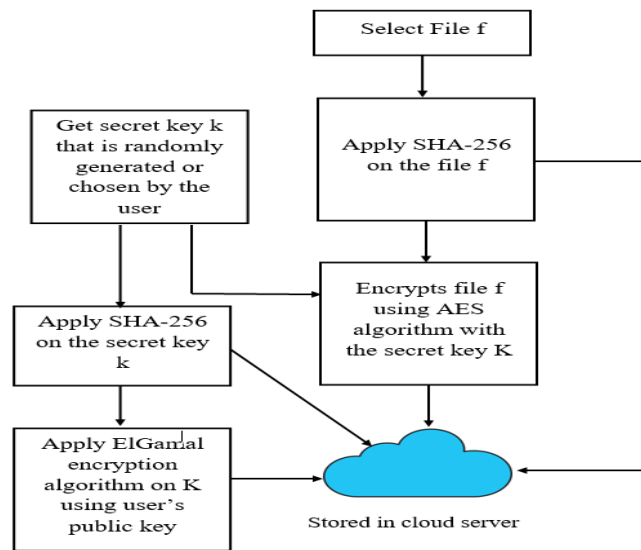 Select File f
Get secret key k
that is randomly
generated or
chosen by the
user
Apply SHA-256
on the file f
Encrypts file f
using AES
algorithm with
the secret key K
Apply SHA-256
on the secret key
k
Apply ElGamal
encryption
algorithm on K
using user's
public key
Stored in cloud server